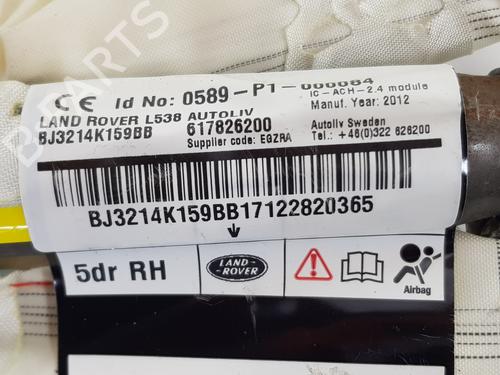 CE Id No: 0589-P1-000084
IC-ACH-2.4 module
LAND ROVER L538 AUTOLIV
Manuf. Year: 2012
BJ3214K159BB
617826200
Supplier code: EGZRA
Autoliv Sweden
Tel.: +46(0)322 626200
BJ3214K159BB17122820365
5dr RH
LAND-
ROVER
Airbag